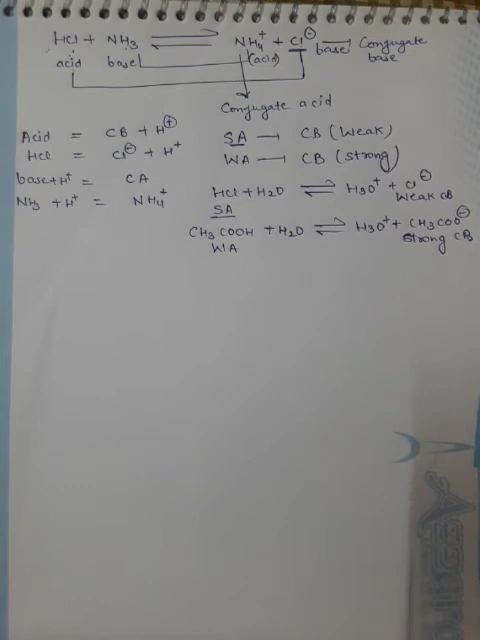 HCl + NH3 ⇌ NH4+ + Cl⊖ — Conjugate
acid base (acid) base base
Conjugate acid
Acid = CB + H⊕
HCl = Cl⊖ + H+
base + H+ = CA
NH3 + H+ = NH4+
SA → CB (Weak)
WA → CB (strong)
HCl + H2O ⇌ H3O+ + Cl⊖
SA Weak CB
CH3COOH + H2O ⇌ H3O+ + CH3COO⊖
WA strong CB